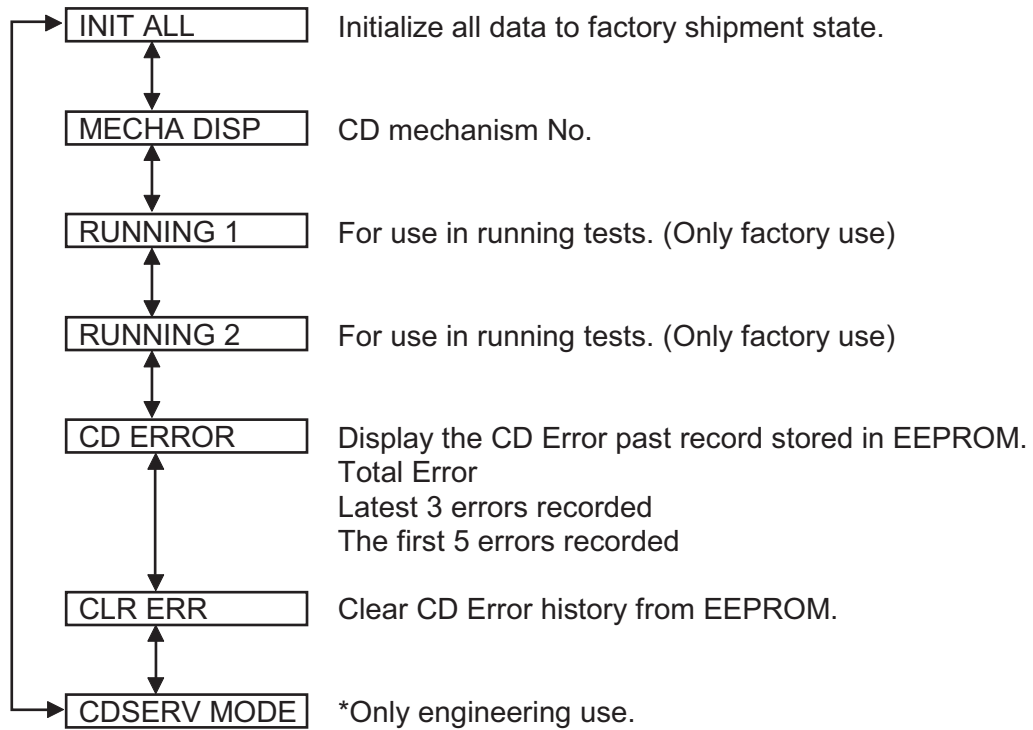 INIT ALL Initialize all data to factory shipment state.
MECHA DISP CD mechanism No.
RUNNING 1 For use in running tests. (Only factory use)
RUNNING 2 For use in running tests. (Only factory use)
CD ERROR Display the CD Error past record stored in EEPROM.
Total Error
Latest 3 errors recorded
The first 5 errors recorded
CLR ERR Clear CD Error history from EEPROM.
CDSERV MODE *Only engineering use.